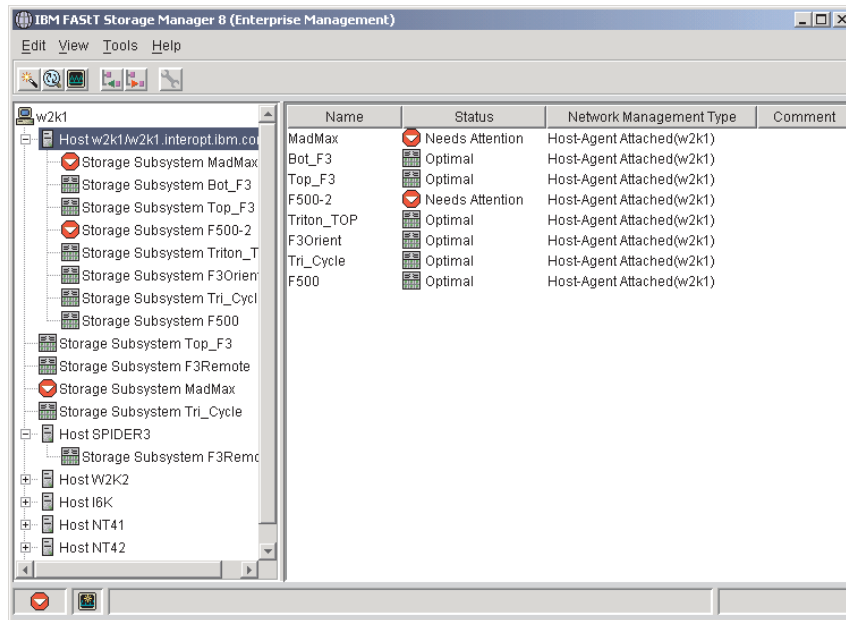 IBM FAStT Storage Manager 8 (Enterprise Management)
Edit View Tools Help
w2k1
Host w2k1/w2k1.interopt.ibm.co
Storage Subsystem MadMax
Storage Subsystem Bot_F3
Storage Subsystem Top_F3
Storage Subsystem F500-2
Storage Subsystem Triton_T
Storage Subsystem F3Orien
Storage Subsystem Tri_Cycl
Storage Subsystem F500
Storage Subsystem Top_F3
Storage Subsystem F3Remote
Storage Subsystem MadMax
Storage Subsystem Tri_Cycle
Host SPIDER3
Storage Subsystem F3Remo
Host W2K2
Host I6K
Host NT41
Host NT42
Name Status Network Management Type Comment
MadMax Needs Attention Host-Agent Attached(w2k1)
Bot_F3 Optimal Host-Agent Attached(w2k1)
Top_F3 Optimal Host-Agent Attached(w2k1)
F500-2 Needs Attention Host-Agent Attached(w2k1)
Triton_TOP Optimal Host-Agent Attached(w2k1)
F3Orient Optimal Host-Agent Attached(w2k1)
Tri_Cycle Optimal Host-Agent Attached(w2k1)
F500 Optimal Host-Agent Attached(w2k1)